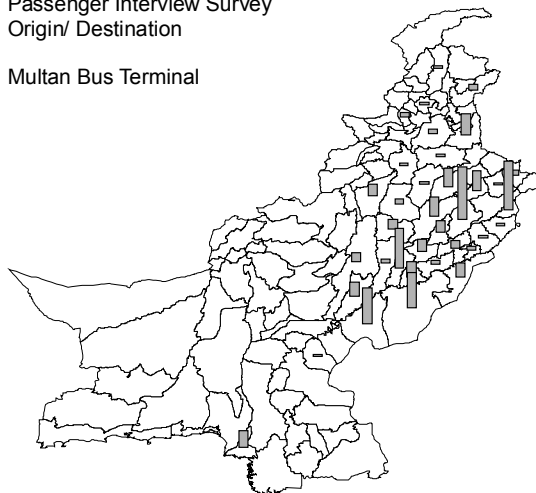 Passenger Interview Survey
Origin/ Destination
Multan Bus Terminal